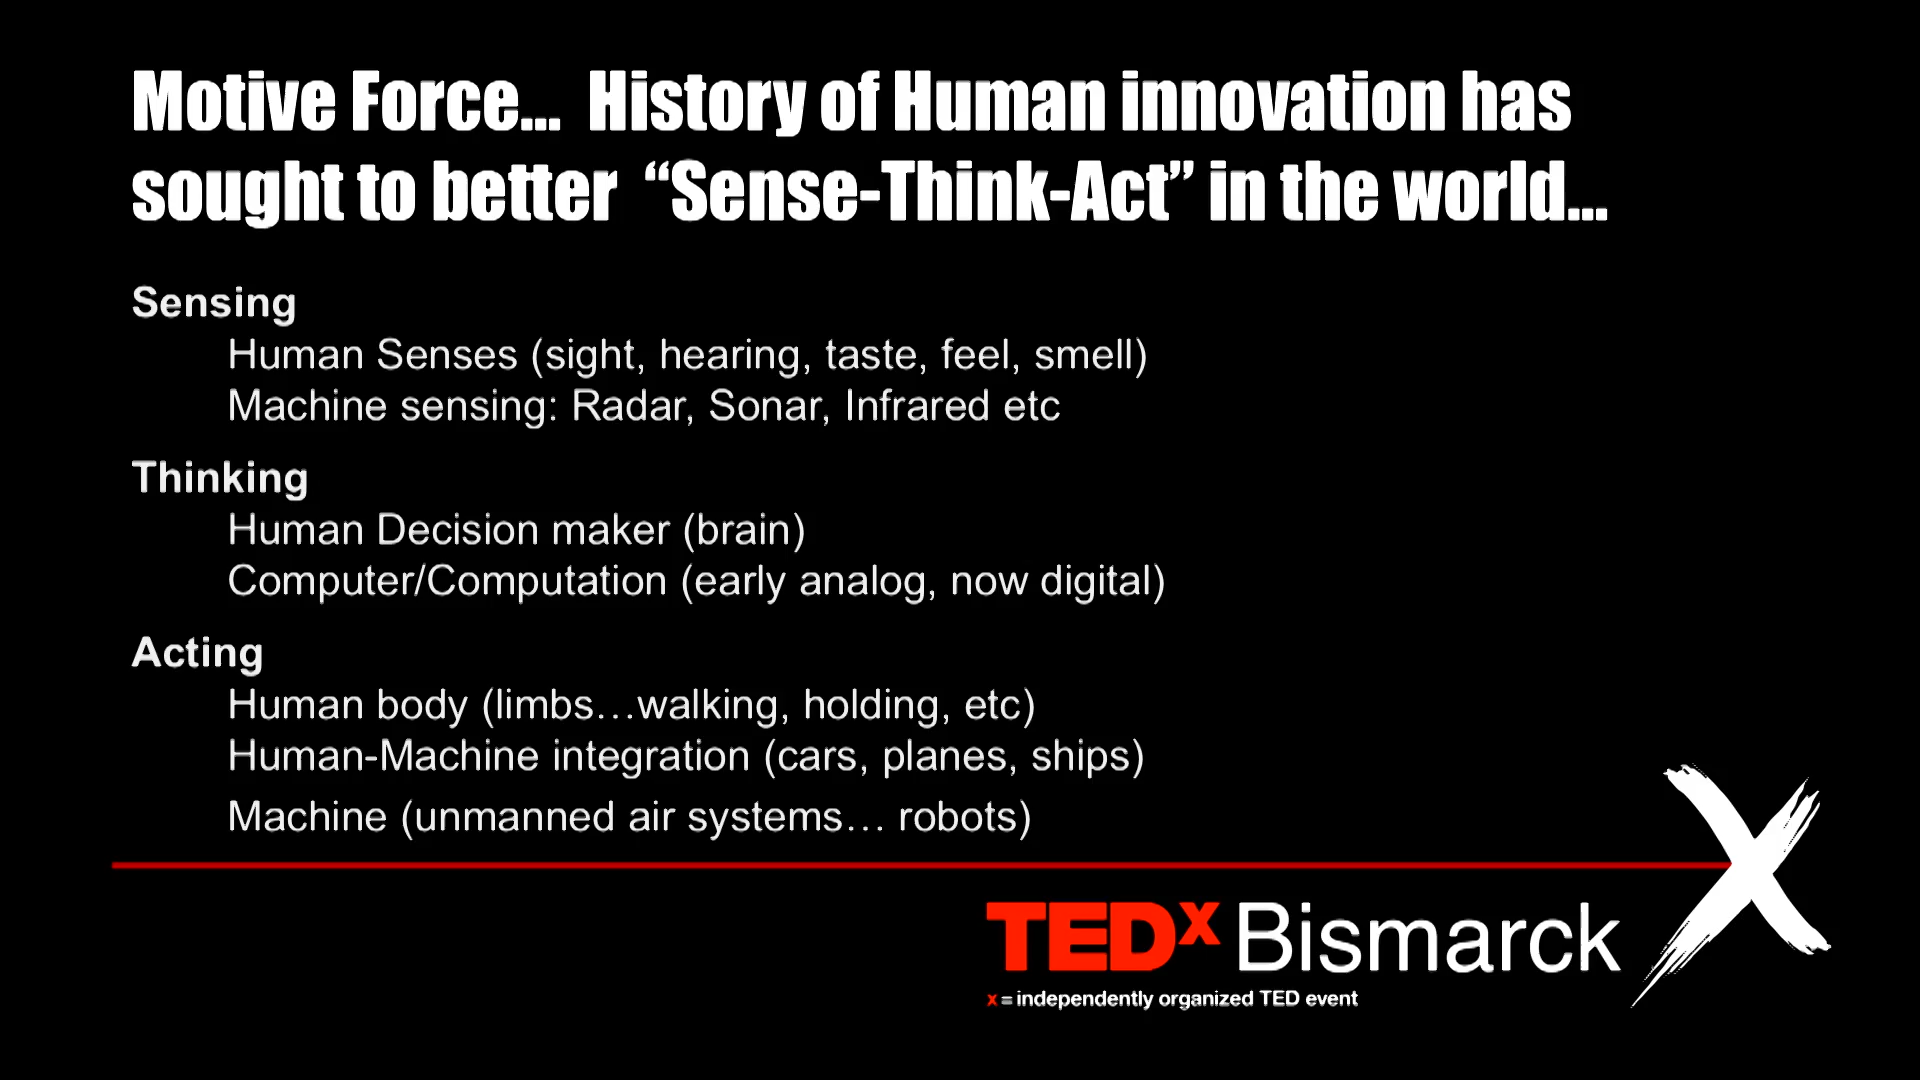 Motive Force...  History of Human innovation has
sought to better  “Sense-Think-Act” in the world...
Sensing
Human Senses (sight, hearing, taste, feel, smell)
Machine sensing: Radar, Sonar, Infrared etc
Thinking
Human Decision maker (brain)
Computer/Computation (early analog, now digital)
Acting
Human body (limbs…walking, holding, etc)
Human-Machine integration (cars, planes, ships)
Machine (unmanned air systems… robots)
X
TEDx Bismarck
x = independently organized TED event